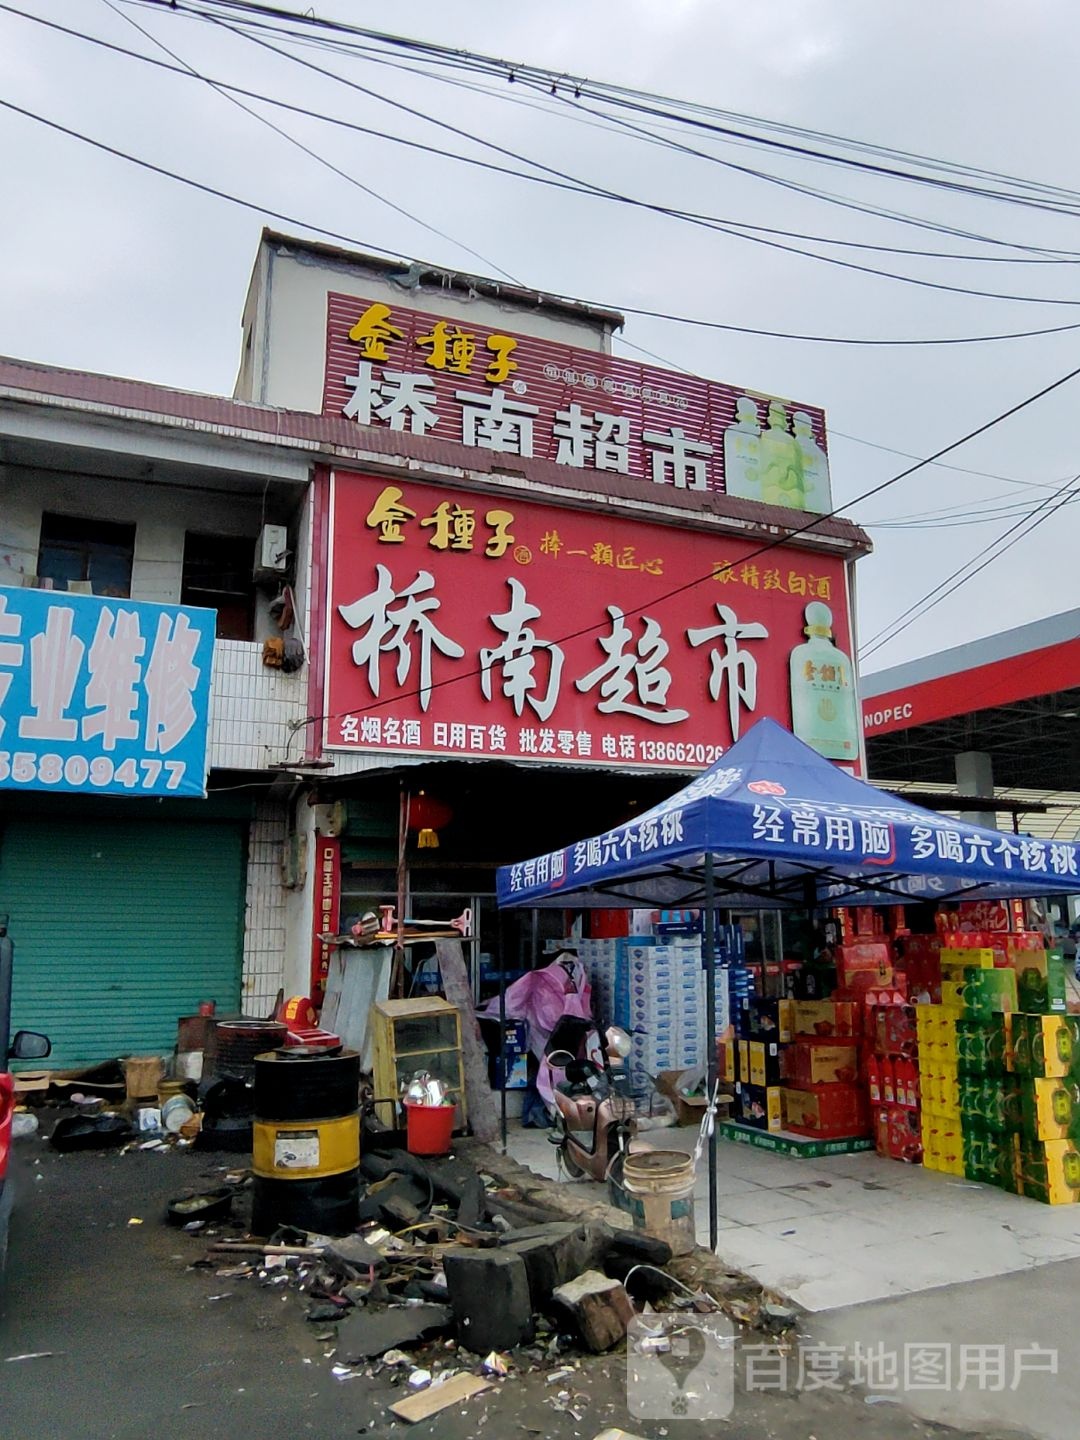 金種子酒
桥南超市
金種子酒 捧一颗匠心 酿精致白酒
桥南超市
名烟名酒 日用百货 批发零售 电话138662026
专业维修
55809477
NOPEC
经常用脑 多喝六个核桃
经常用脑 多喝六个核桃
百度地图用户